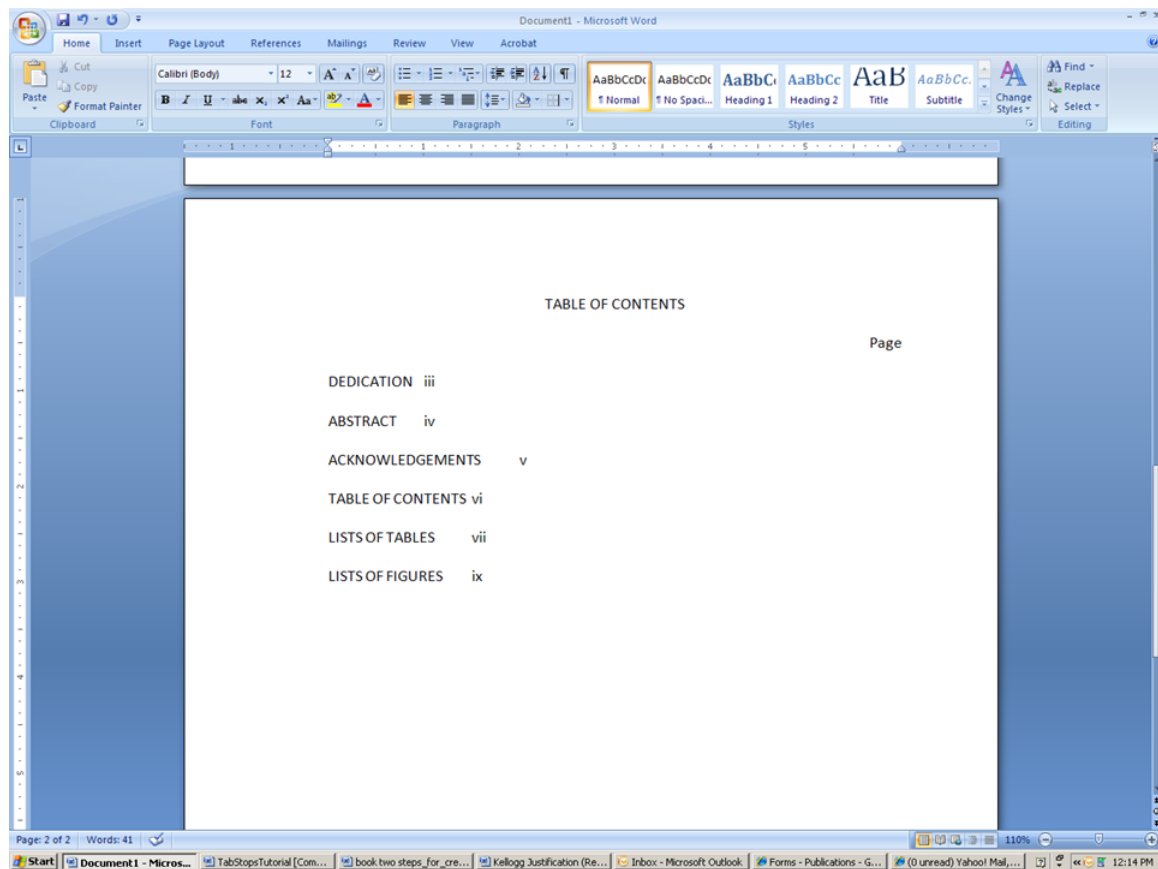 Document1 - Microsoft Word
Home Insert Page Layout References Mailings Review View Acrobat
Paste
Cut
Copy
Format Painter
Clipboard
Calibri (Body) 12
Font
Paragraph
AaBbCcDc AaBbCcDc AaBbC AaBbCc AaB AaBbCc.
¶ Normal ¶ No Spaci... Heading 1 Heading 2 Title Subtitle
Change Styles
Styles
Find
Replace
Select
Editing
TABLE OF CONTENTS
Page
DEDICATION iii
ABSTRACT iv
ACKNOWLEDGEMENTS v
TABLE OF CONTENTS vi
LISTS OF TABLES vii
LISTS OF FIGURES ix
Page: 2 of 2 Words: 41 110%
Start Document1 - Micros... TabStopsTutorial [Com... book two steps_for_cre... Kellogg Justification (Re... Inbox - Microsoft Outlook Forms - Publications - G... (0 unread) Yahoo! Mail,... 12:14 PM